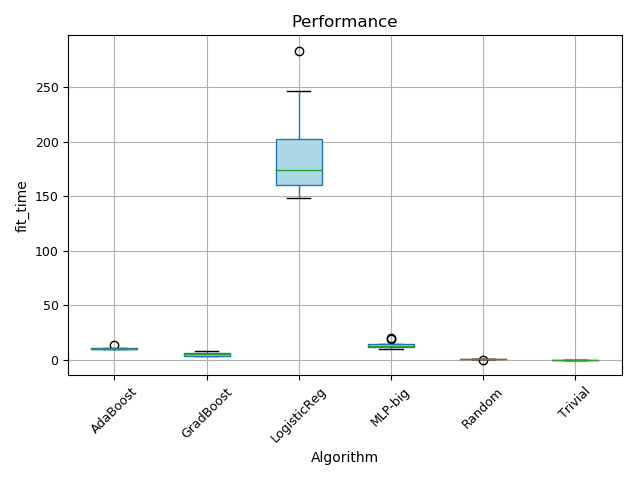 Performance
fit_time
250
200
150
100
50
0
AdaBoost
GradBoost
LogisticReg
MLP-big
Random
Trivial
Algorithm